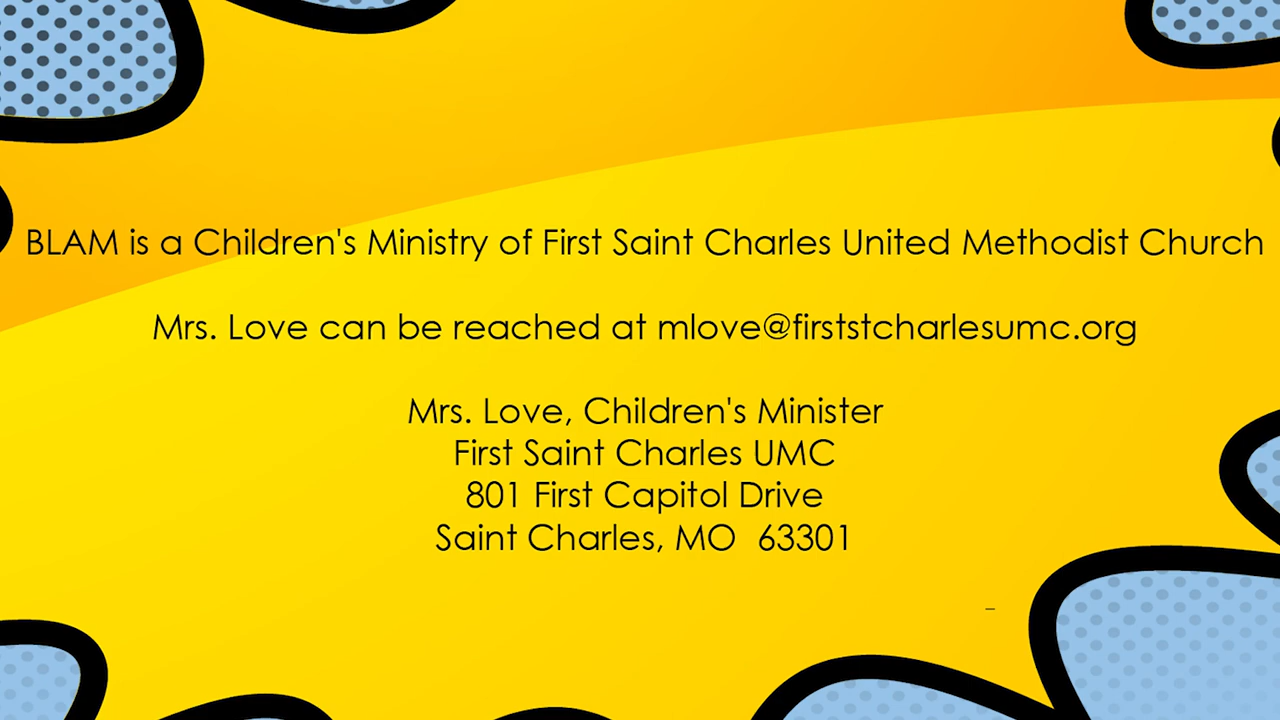 BLAM is a Children's Ministry of First Saint Charles United Methodist Church
Mrs. Love can be reached at mlove@firststcharlesumc.org
Mrs. Love, Children's Minister
First Saint Charles UMC
801 First Capitol Drive
Saint Charles, MO  63301